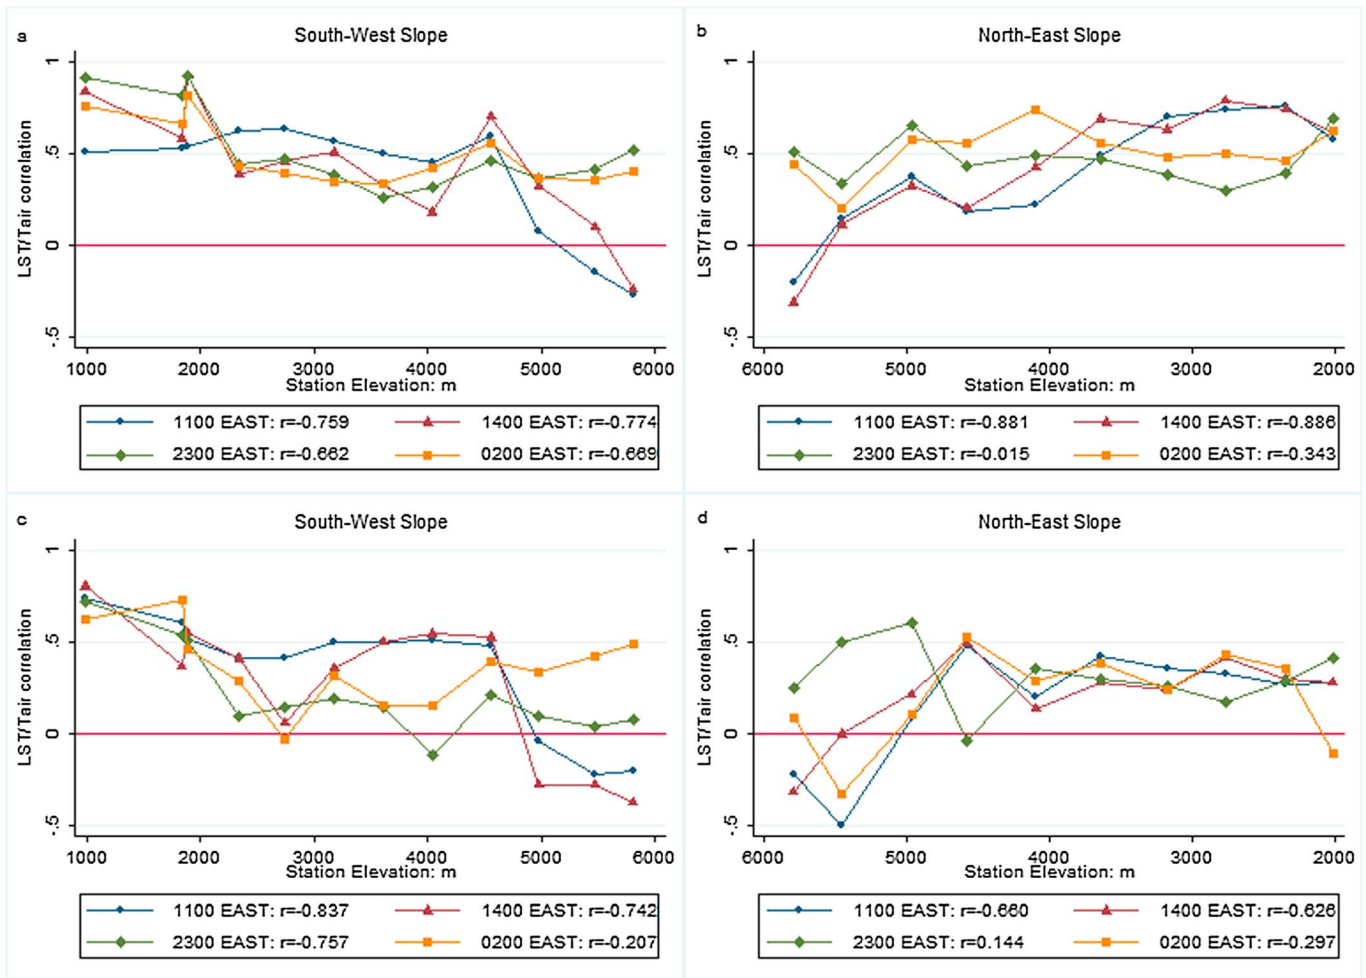 a
South-West Slope
LST/Tair correlation
1
.5
0
-.5
1000 2000 3000 4000 5000 6000
Station Elevation: m
1100 EAST: r=-0.759 1400 EAST: r=-0.774
2300 EAST: r=-0.662 0200 EAST: r=-0.669
b
North-East Slope
LST/Tair correlation
1
.5
0
-.5
6000 5000 4000 3000 2000
Station Elevation: m
1100 EAST: r=-0.881 1400 EAST: r=-0.886
2300 EAST: r=-0.015 0200 EAST: r=-0.343
c
South-West Slope
LST/Tair correlation
1
.5
0
-.5
1000 2000 3000 4000 5000 6000
Station Elevation: m
1100 EAST: r=-0.837 1400 EAST: r=-0.742
2300 EAST: r=-0.757 0200 EAST: r=-0.207
d
North-East Slope
LST/Tair correlation
1
.5
0
-.5
6000 5000 4000 3000 2000
Station Elevation: m
1100 EAST: r=-0.660 1400 EAST: r=-0.626
2300 EAST: r=0.144 0200 EAST: r=-0.297